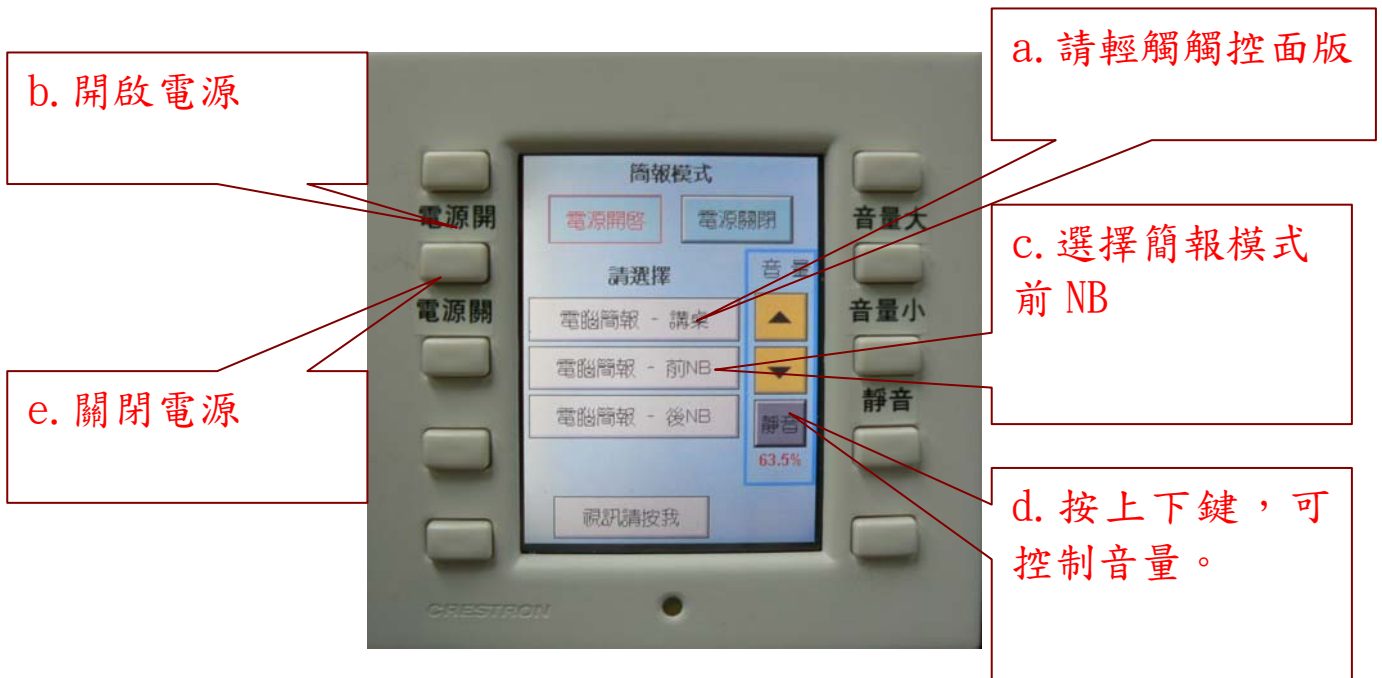 a. 請輕觸觸控面版
b. 開啟電源
簡報模式
電源開啓
電源關閉
電源開
音量大
c. 選擇簡報模式
前 NB
請選擇
音量
電源關
音量小
電腦簡報 - 講桌
電腦簡報 - 前NB
e. 關閉電源
靜音
電腦簡報 - 後NB
靜音
63.5%
d. 按上下鍵，可
控制音量。
視訊請按我
CRESTRON